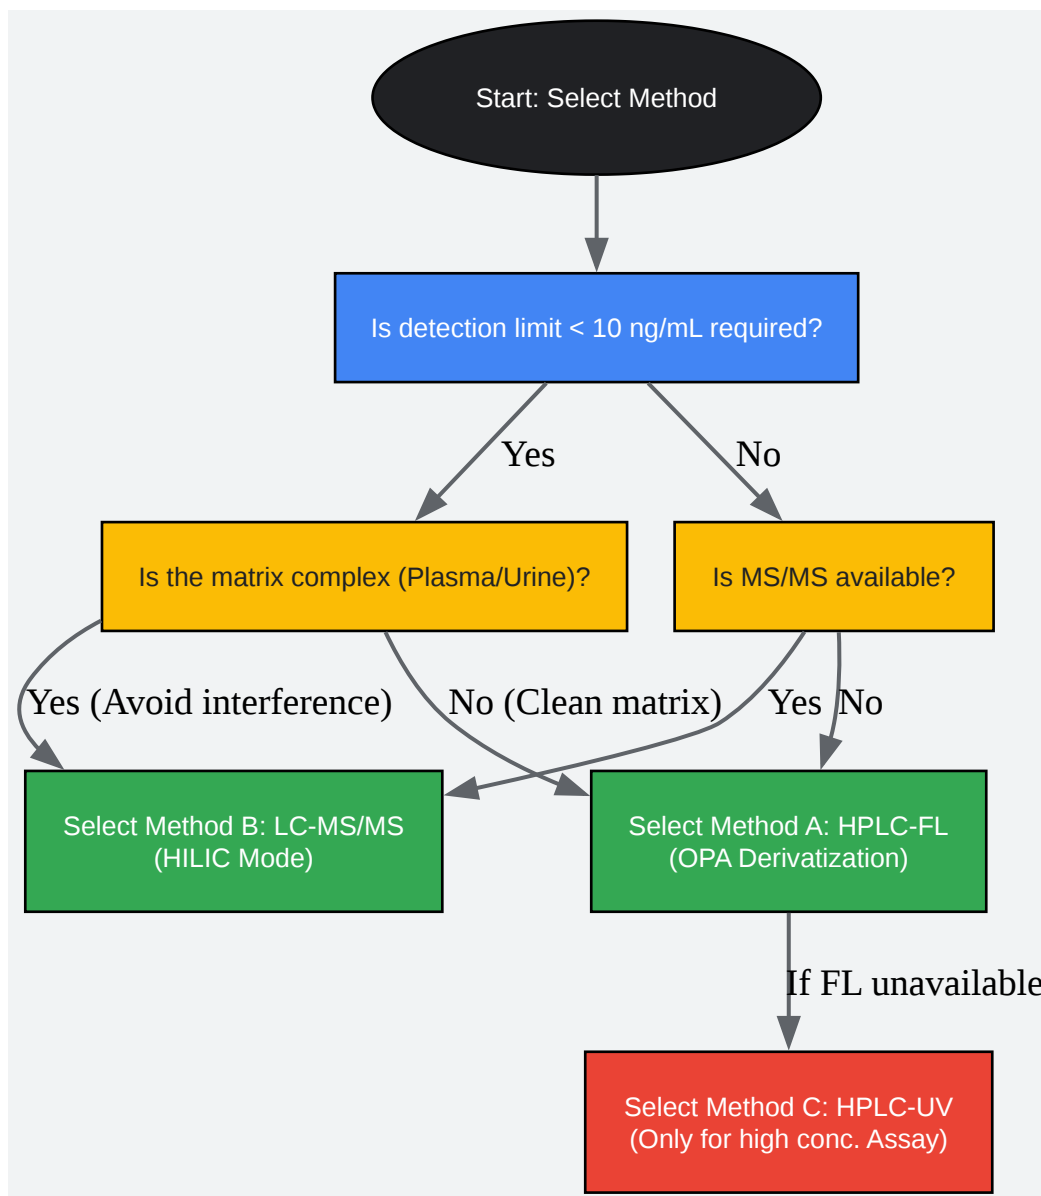 Start: Select Method
Is detection limit < 10 ng/mL required?
Yes
No
Is the matrix complex (Plasma/Urine)?
Is MS/MS available?
Yes (Avoid interference)
No (Clean matrix)
Yes
No
Select Method B: LC-MS/MS
(HILIC Mode)
Select Method A: HPLC-FL
(OPA Derivatization)
If FL unavailable
Select Method C: HPLC-UV
(Only for high conc. Assay)